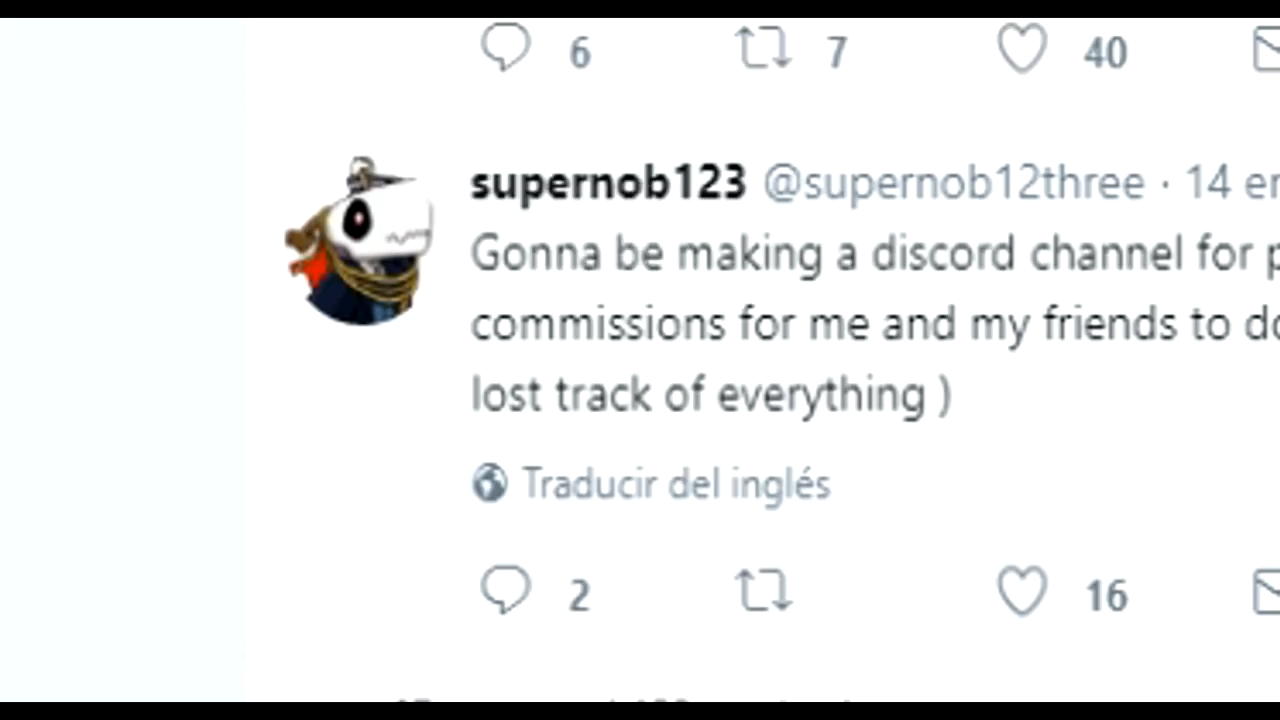 6 7 40
supernob123 @supernob12three · 14
Gonna be making a discord channel for
commissions for me and my friends to
lost track of everything )
Traducir del inglés
2 16